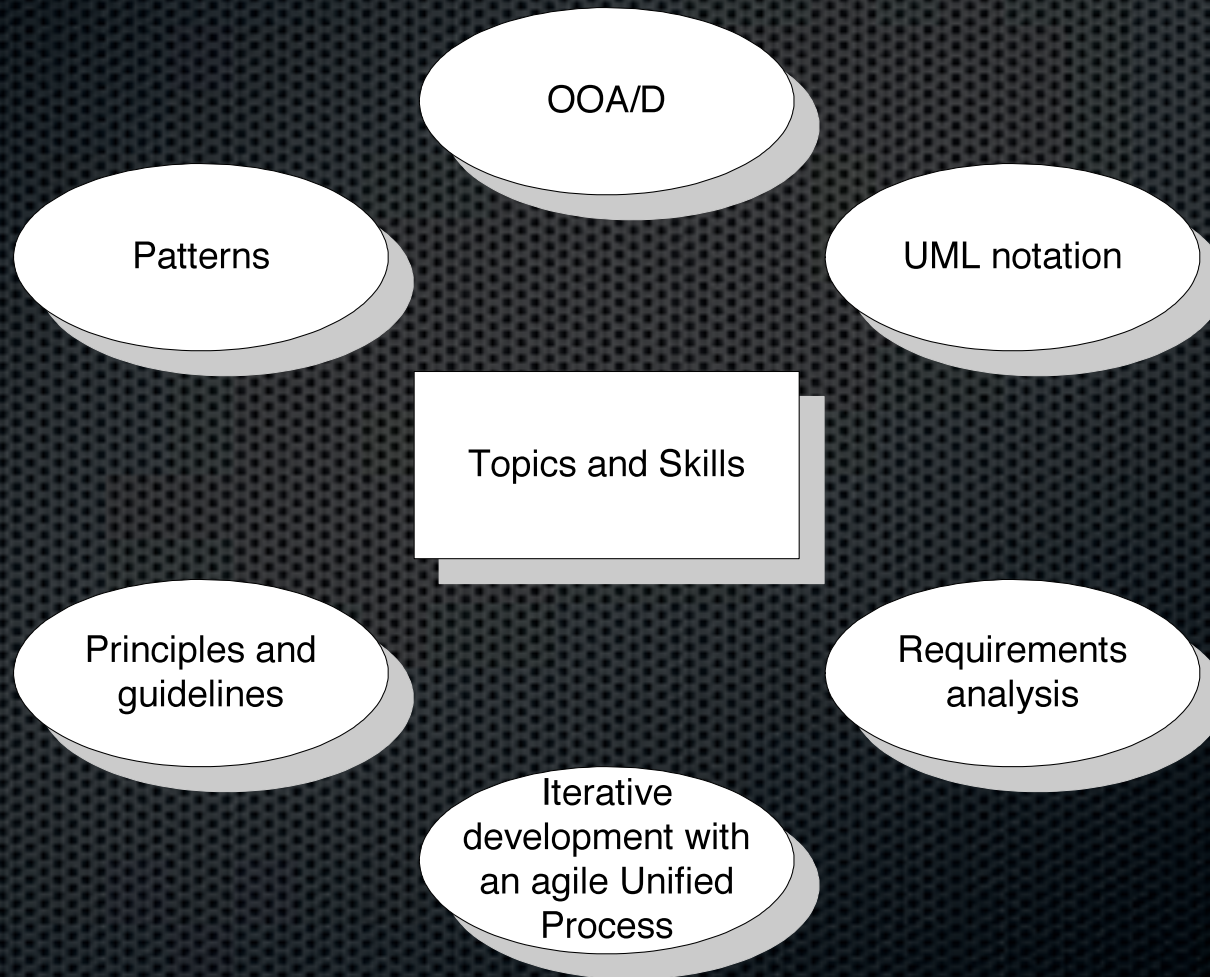 OOA/D
Patterns
UML notation
Topics and Skills
Principles and
guidelines
Requirements
analysis
Iterative
development with
an agile Unified
Process